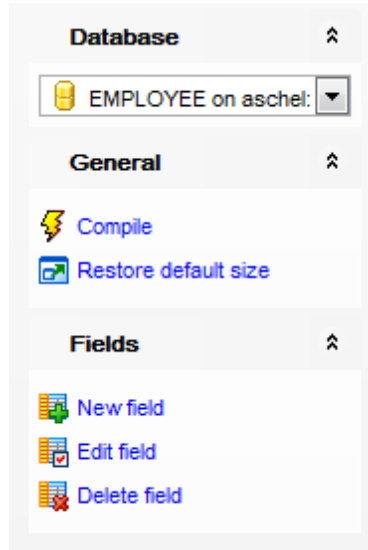 Database
EMPLOYEE on aschel:
General
Compile
Restore default size
Fields
New field
Edit field
Delete field